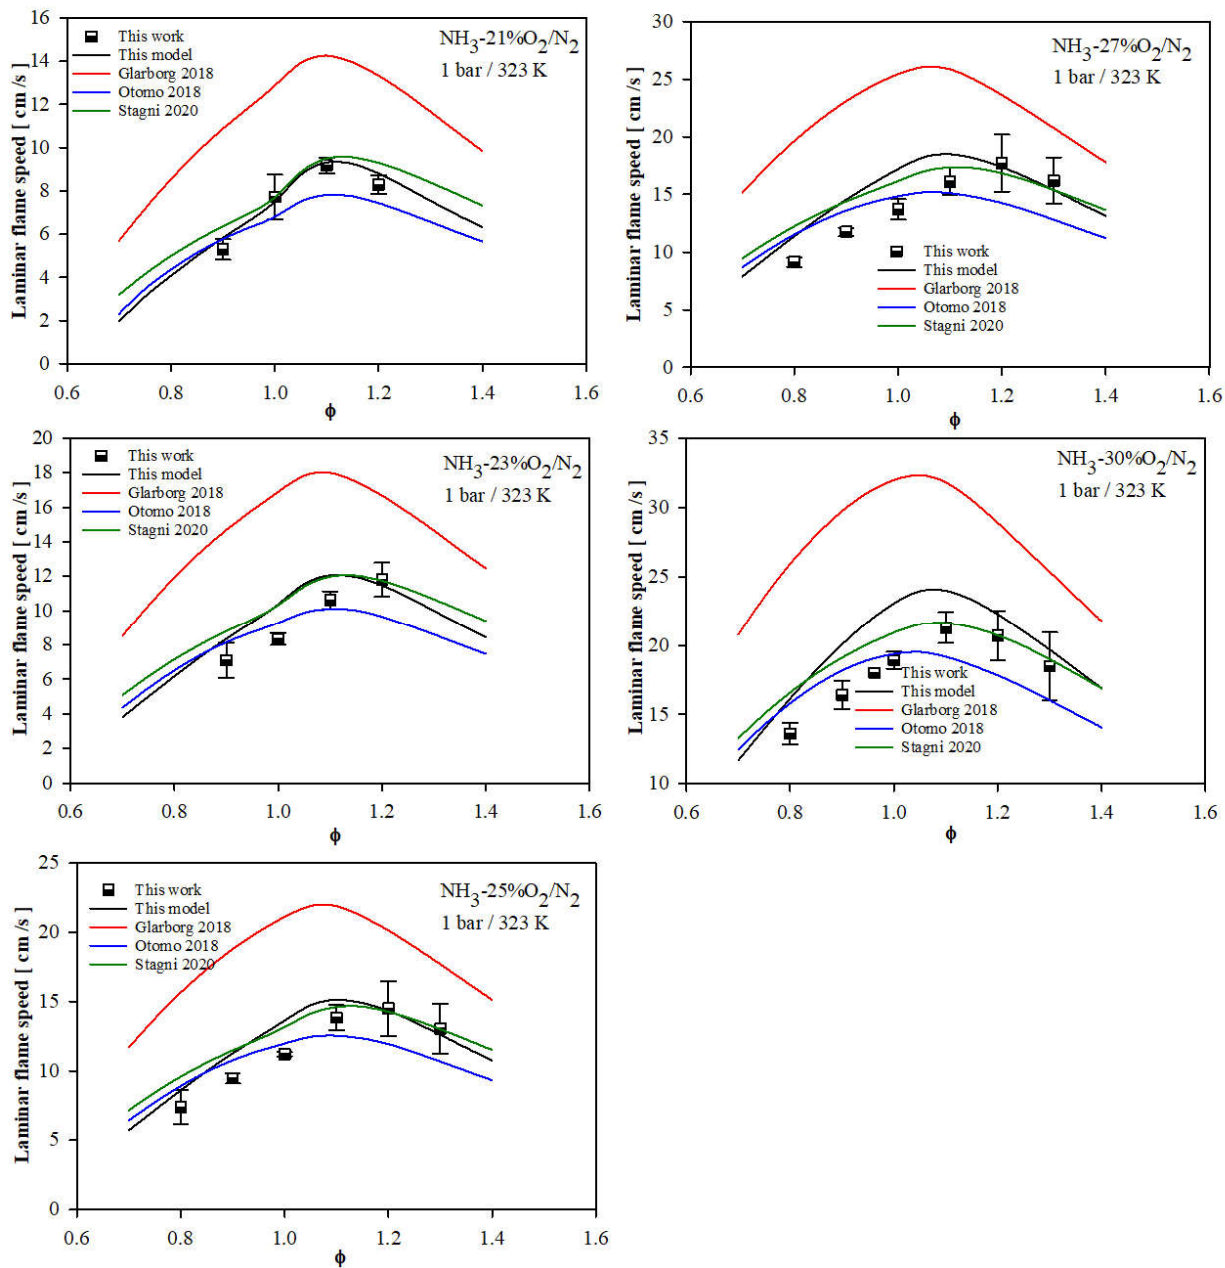 Laminar flame speed [ cm /s ]
16
14
12
10
8
6
4
2
0
This work
This model
Glarborg 2018
Otomo 2018
Stagni 2020
NH3-21%O2/N2
1 bar / 323 K
0.6 0.8 1.0 1.2 1.4 1.6
ϕ
Laminar flame speed [ cm /s ]
30
25
20
15
10
5
0
NH3-27%O2/N2
1 bar / 323 K
This work
This model
Glarborg 2018
Otomo 2018
Stagni 2020
0.6 0.8 1.0 1.2 1.4 1.6
ϕ
Laminar flame speed [ cm /s ]
20
18
16
14
12
10
8
6
4
2
0
This work
This model
Glarborg 2018
Otomo 2018
Stagni 2020
NH3-23%O2/N2
1 bar / 323 K
0.6 0.8 1.0 1.2 1.4 1.6
ϕ
Laminar flame speed [ cm /s ]
35
30
25
20
15
10
NH3-30%O2/N2
1 bar / 323 K
This work
This model
Glarborg 2018
Otomo 2018
Stagni 2020
0.6 0.8 1.0 1.2 1.4 1.6
ϕ
Laminar flame speed [ cm /s ]
25
20
15
10
5
0
This work
This model
Glarborg 2018
Otomo 2018
Stagni 2020
NH3-25%O2/N2
1 bar / 323 K
0.6 0.8 1.0 1.2 1.4 1.6
ϕ